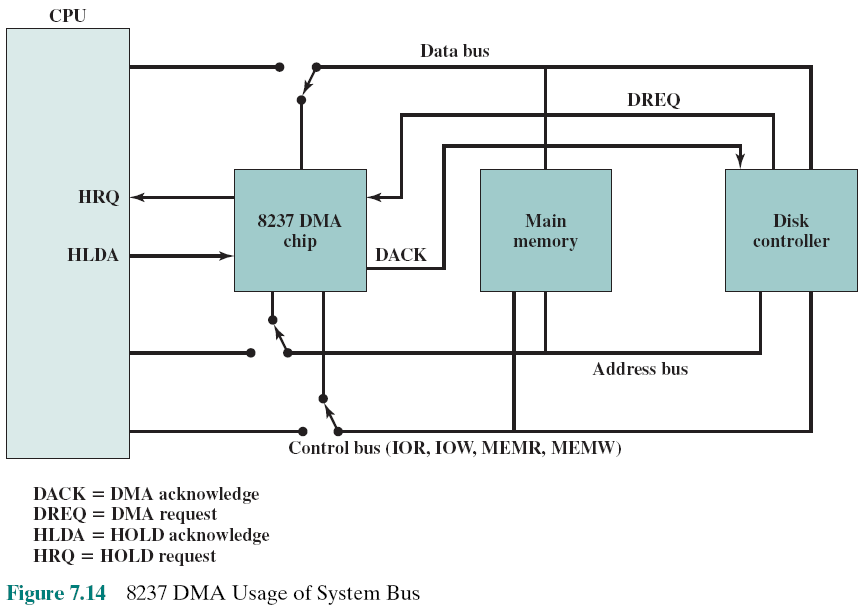 CPU
Data bus
DREQ
HRQ
8237 DMA
chip
Main
memory
Disk
controller
HLDA
DACK
Address bus
Control bus (IOR, IOW, MEMR, MEMW)
DACK = DMA acknowledge
DREQ = DMA request
HLDA = HOLD acknowledge
HRQ = HOLD request
Figure 7.14 8237 DMA Usage of System Bus